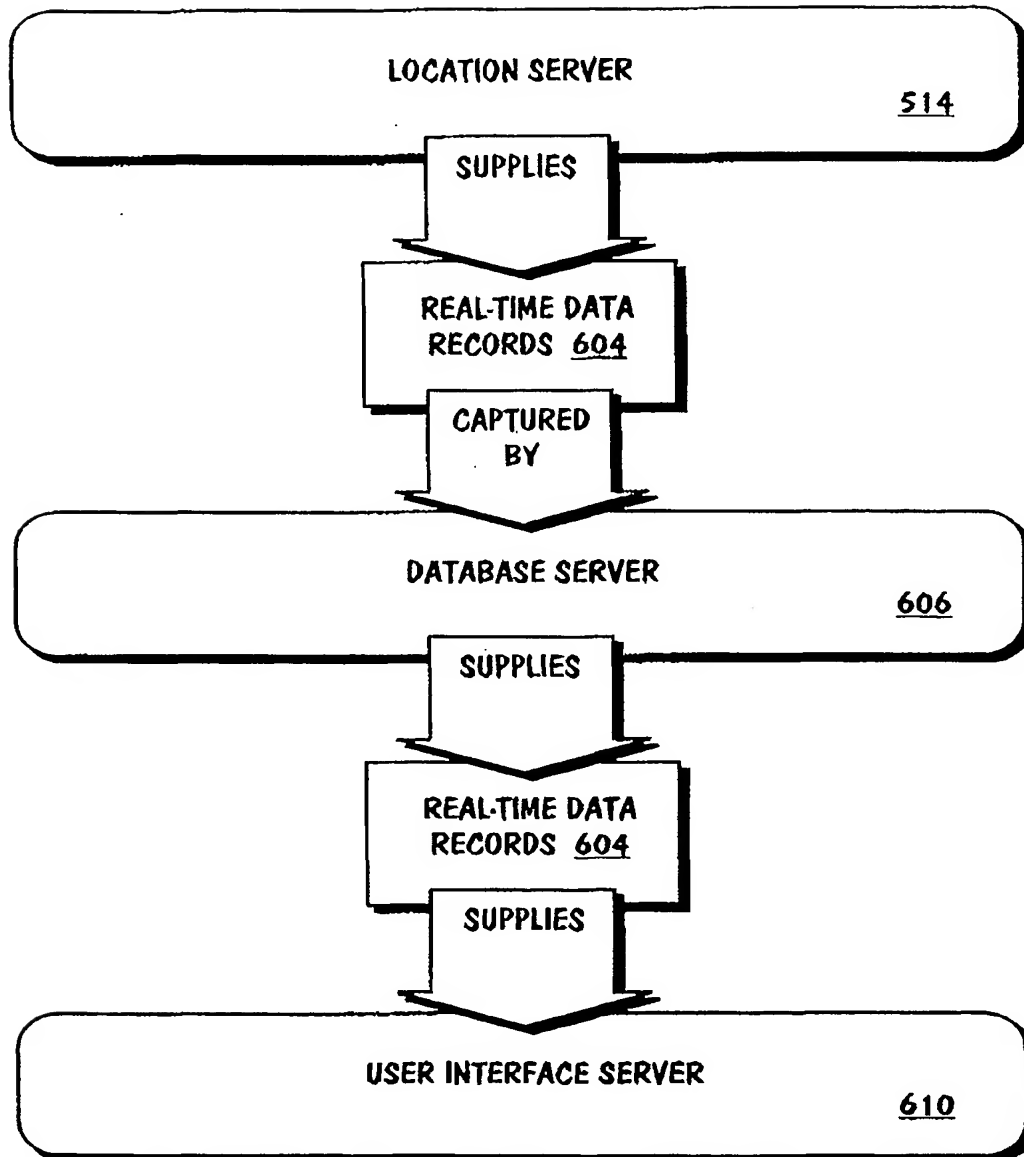 LOCATION SERVER
514
SUPPLIES
REAL-TIME DATA
RECORDS 604
CAPTURED
BY
DATABASE SERVER
606
SUPPLIES
REAL-TIME DATA
RECORDS 604
SUPPLIES
USER INTERFACE SERVER
610